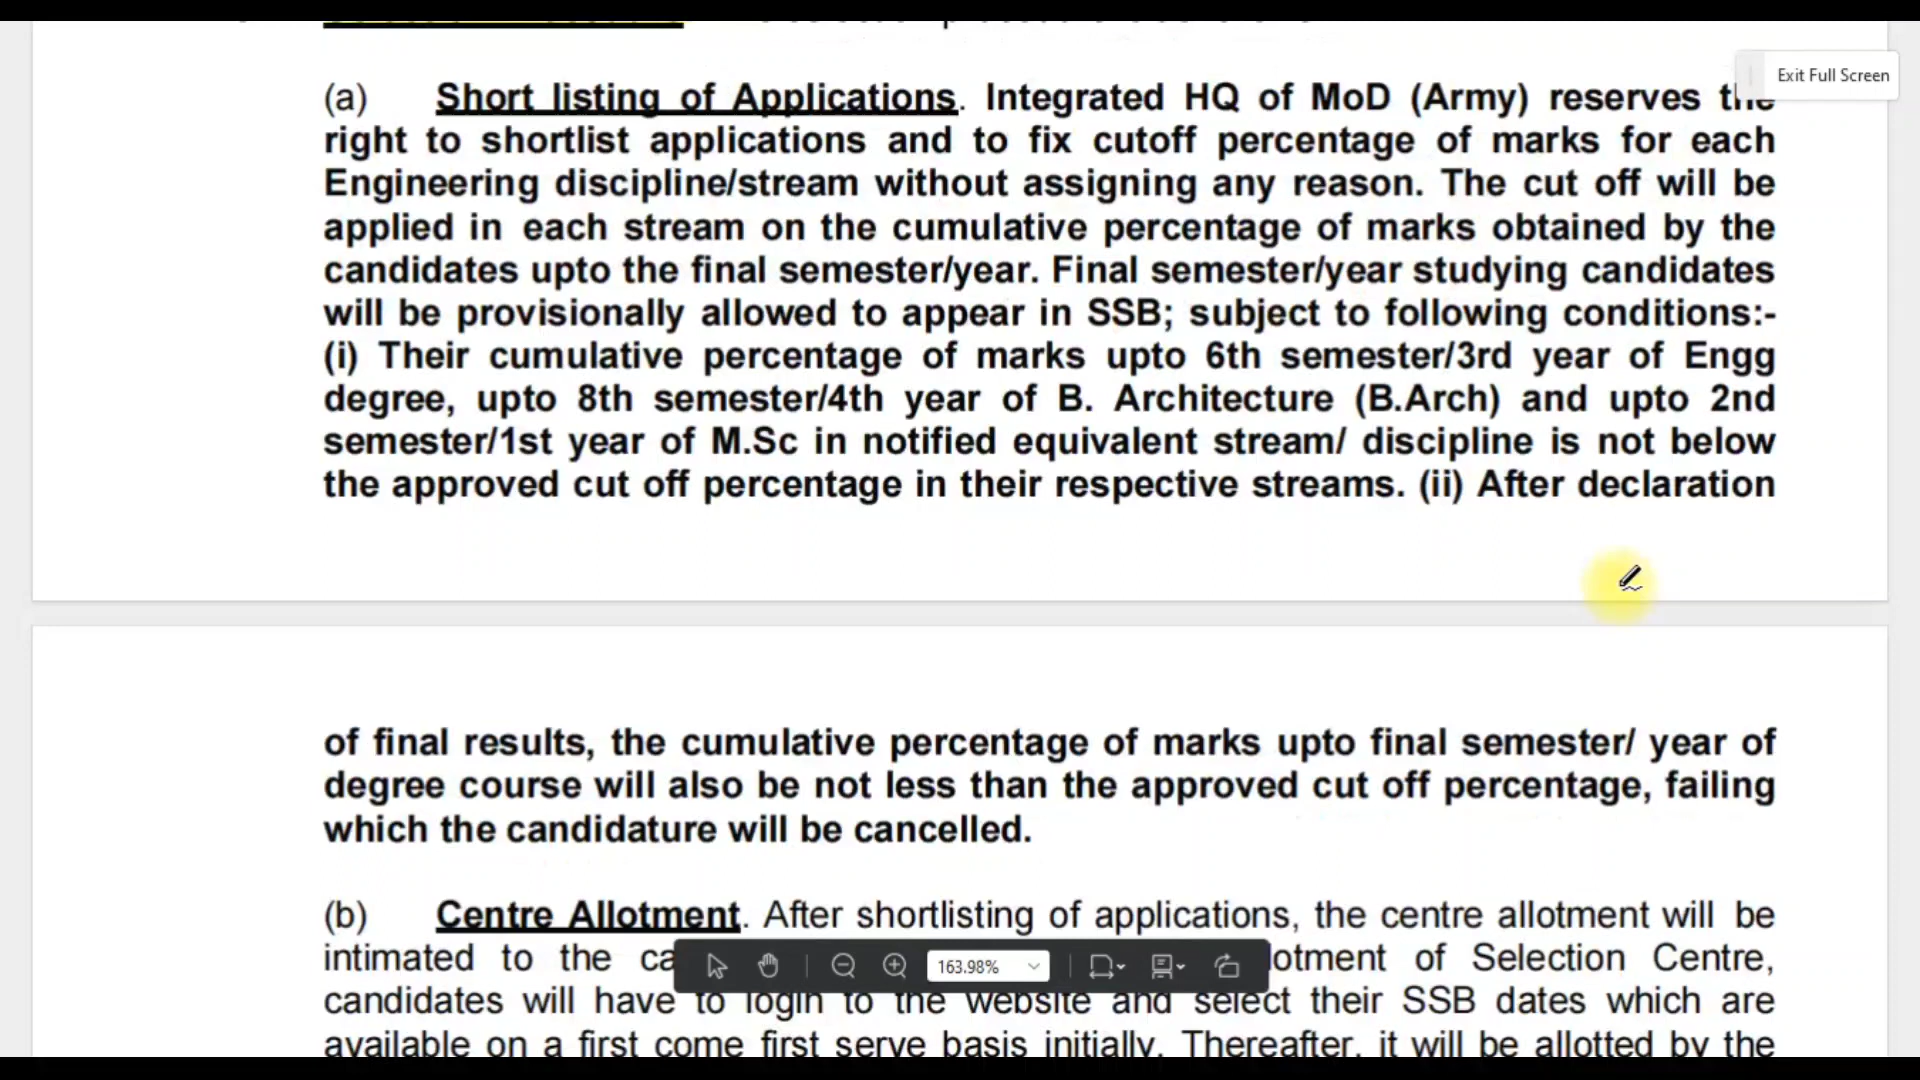 Exit Full Screen
(a) Short listing of Applications. Integrated HQ of MoD (Army) reserves the
right to shortlist applications and to fix cutoff percentage of marks for each
Engineering discipline/stream without assigning any reason. The cut off will be
applied in each stream on the cumulative percentage of marks obtained by the
candidates upto the final semester/year. Final semester/year studying candidates
will be provisionally allowed to appear in SSB; subject to following conditions:-
(i) Their cumulative percentage of marks upto 6th semester/3rd year of Engg
degree, upto 8th semester/4th year of B. Architecture (B.Arch) and upto 2nd
semester/1st year of M.Sc in notified equivalent stream/ discipline is not below
the approved cut off percentage in their respective streams. (ii) After declaration
of final results, the cumulative percentage of marks upto final semester/ year of
degree course will also be not less than the approved cut off percentage, failing
which the candidature will be cancelled.
(b) Centre Allotment. After shortlisting of applications, the centre allotment will be
intimated to the ca lotment of Selection Centre,
163.98%
candidates will have to login to the website and select their SSB dates which are
available on a first come first serve basis initially. Thereafter, it will be allotted by the